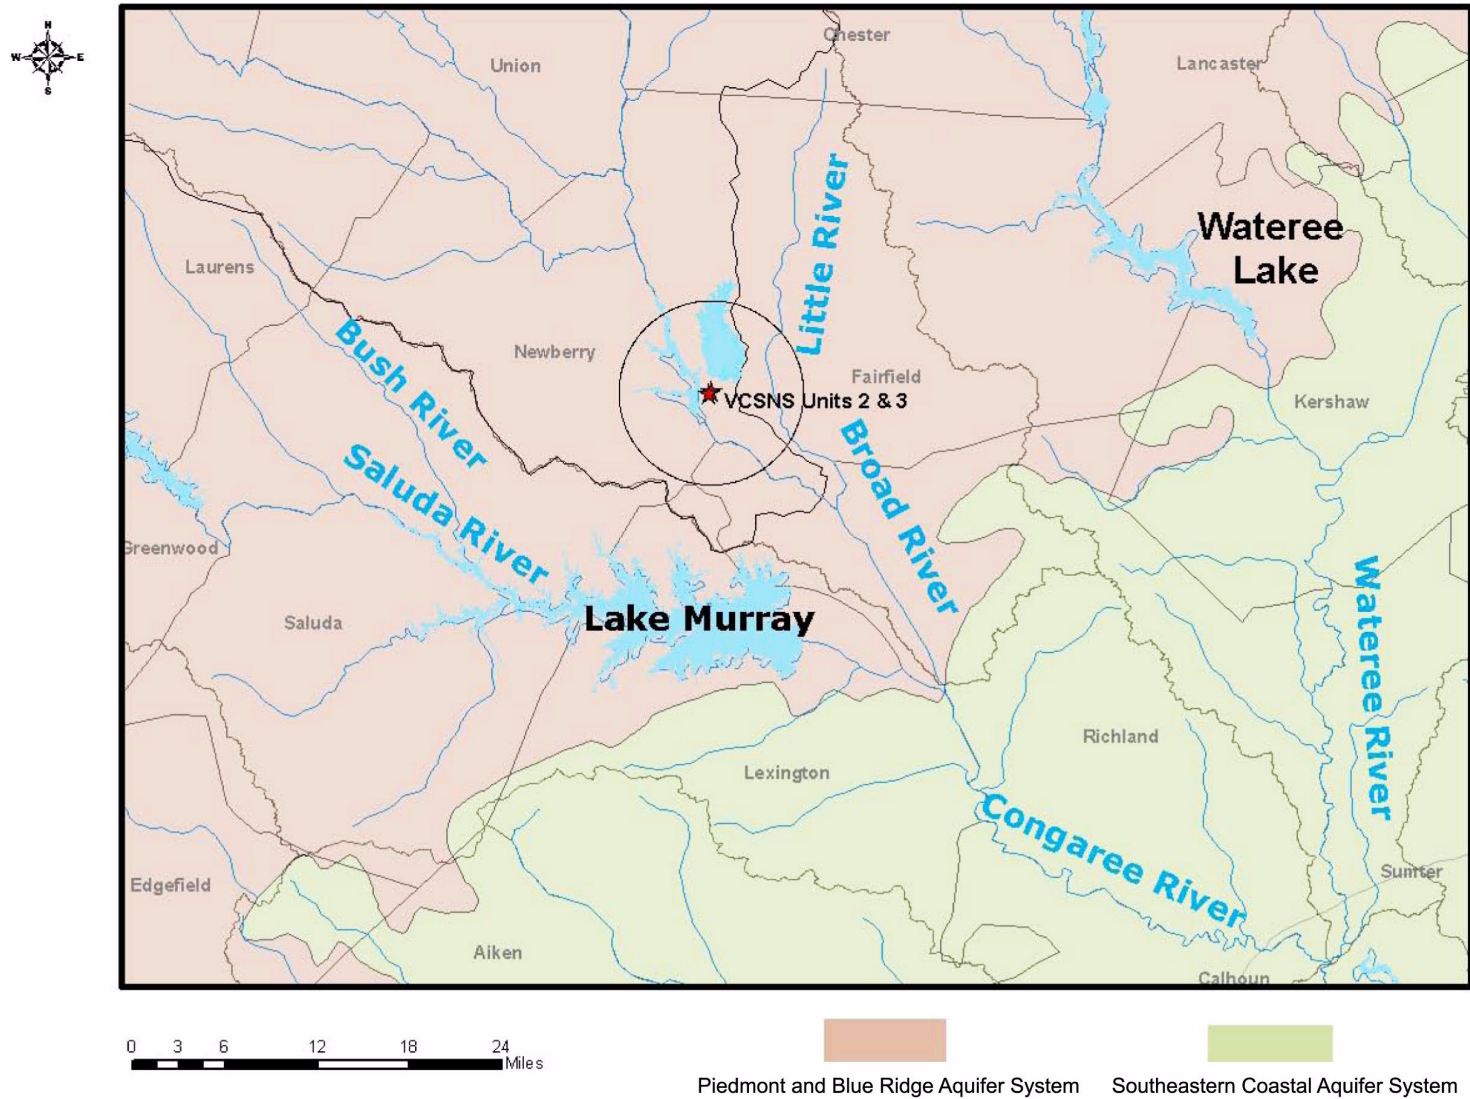 N
W E
S
Chester
Union
Lancaster
Little River
Wateree
Lake
Laurens
Bush River
Newberry
Fairfield
VCSNS Units 2 & 3
Kershaw
Saluda River
Broad River
Greenwood
Wateree River
Saluda
Lake Murray
Richland
Lexington
Congaree River
Edgefield
Sumter
Aiken
Calhoun
0 3 6 12 18 24
Miles
Piedmont and Blue Ridge Aquifer System
Southeastern Coastal Aquifer System